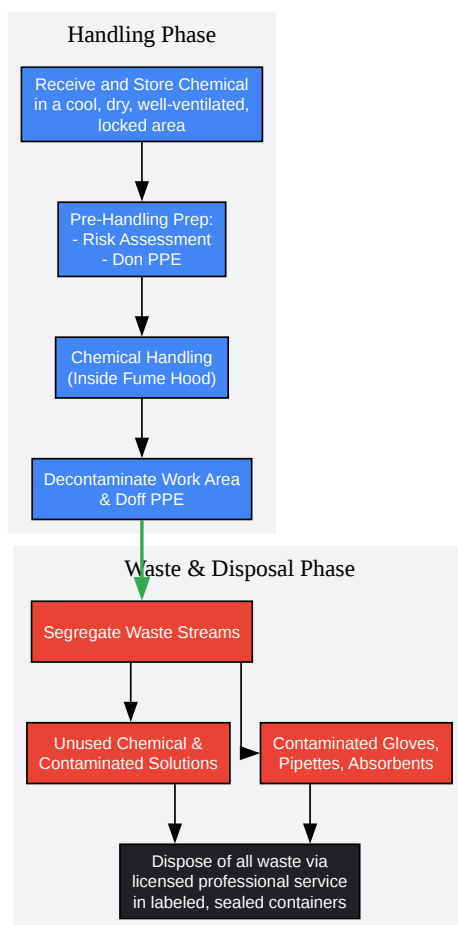 Handling Phase
Receive and Store Chemical
in a cool, dry, well-ventilated,
locked area
Pre-Handling Prep:
- Risk Assessment
- Don PPE
Chemical Handling
(Inside Fume Hood)
Decontaminate Work Area
& Doff PPE
Waste & Disposal Phase
Segregate Waste Streams
Unused Chemical &
Contaminated Solutions
Contaminated Gloves,
Pipettes, Absorbents
Dispose of all waste via
licensed professional service
in labeled, sealed containers